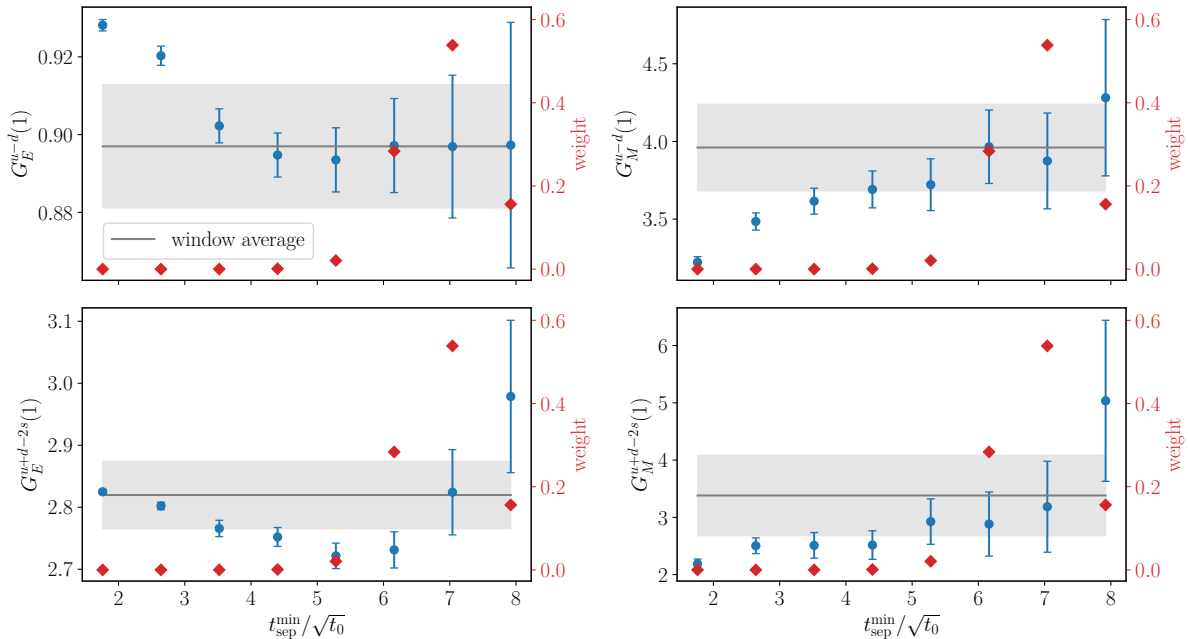 0.92
0.90
0.88
G_E^{u−d}(1)
window average
0.6
0.4
0.2
0.0
weight
4.5
4.0
3.5
G_M^{u−d}(1)
0.6
0.4
0.2
0.0
weight
3.1
3.0
2.9
2.8
2.7
G_E^{u+d−2s}(1)
0.6
0.4
0.2
0.0
weight
2 3 4 5 6 7 8
t_sep^min/√t_0
6
5
4
3
2
G_M^{u+d−2s}(1)
0.6
0.4
0.2
0.0
weight
2 3 4 5 6 7 8
t_sep^min/√t_0